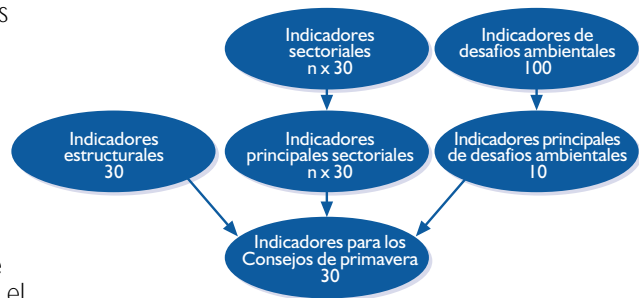 s
Indicadores
sectoriales
n x 30
Indicadores de
desafios ambientales
100
Indicadores
estructurales
30
Indicadores
principales sectoriales
n x 30
Indicadores principales
de desafios ambientales
10
Indicadores para los
Consejos de primavera
30
e
el